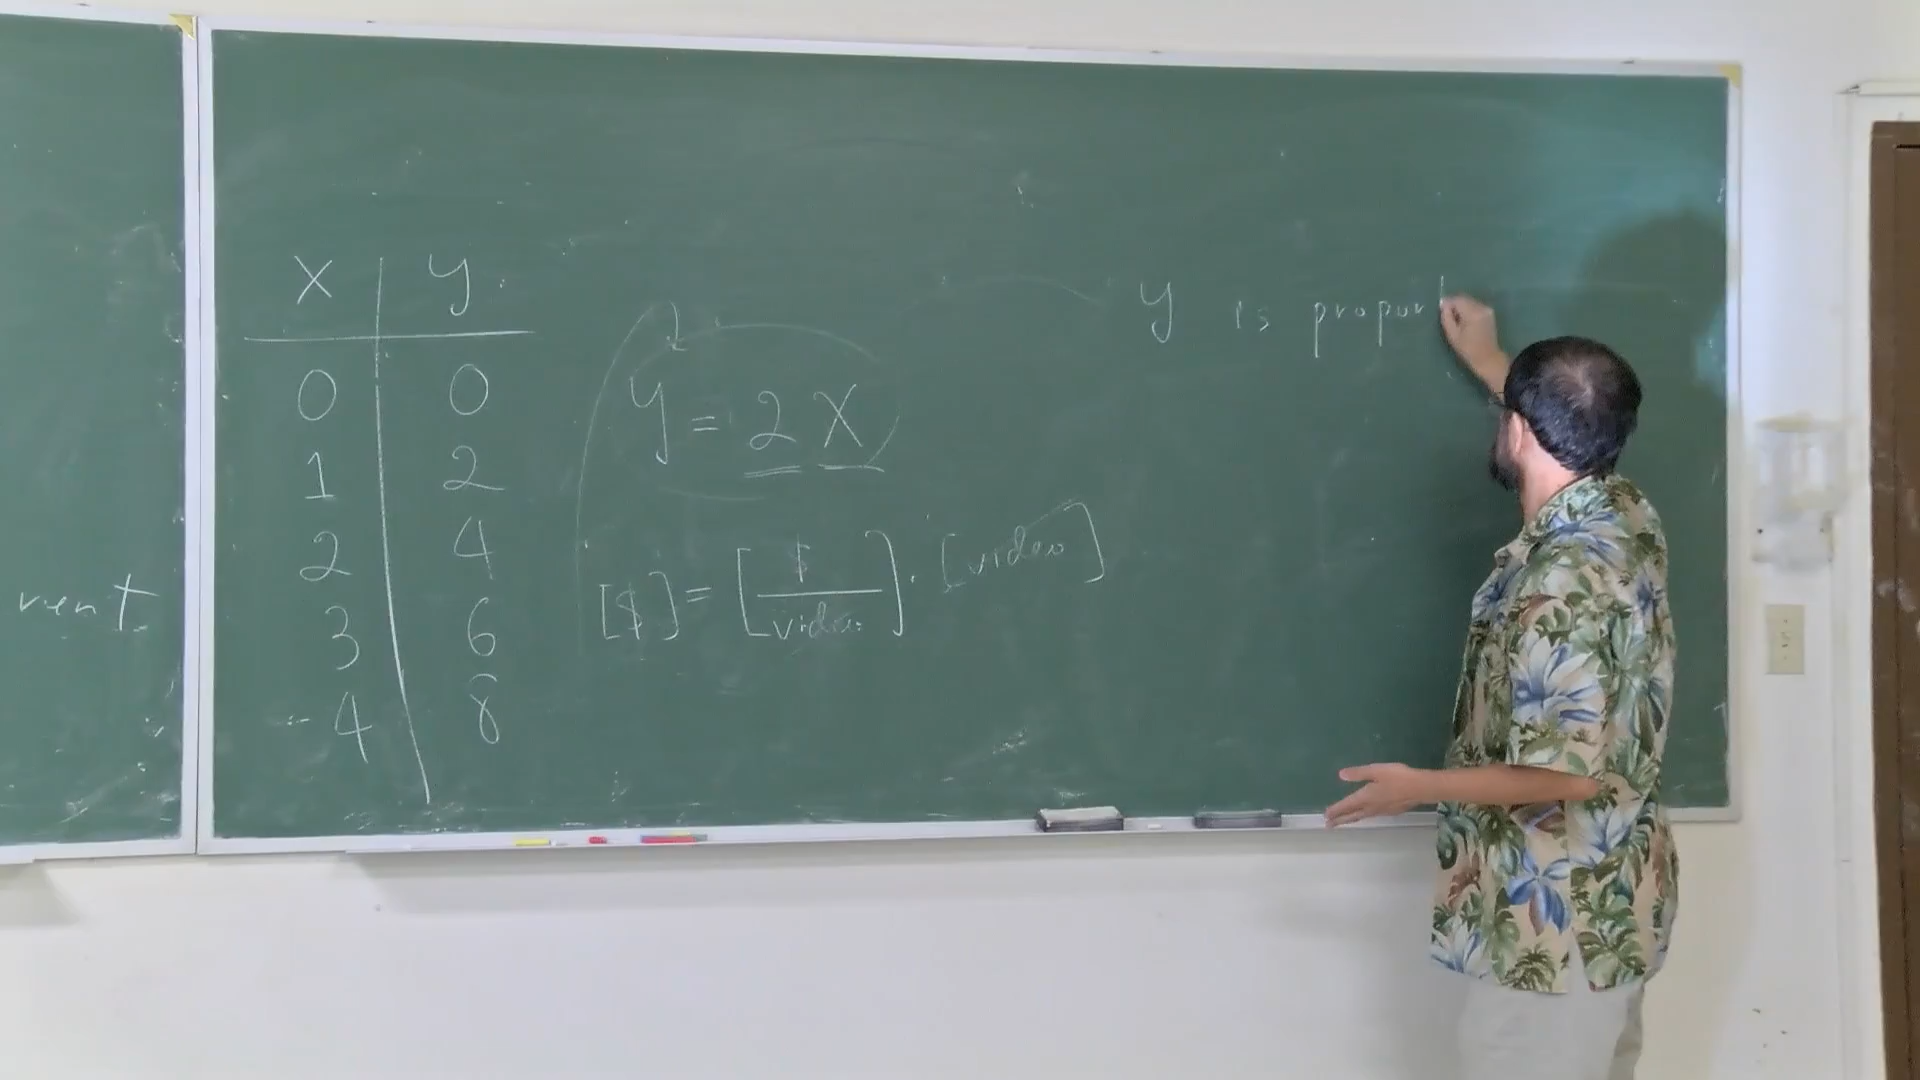 vent
x y
0 0
1 2
2 4
3 6
4 8
y = 2 x
[$] = [$/video] · [video]
y is proport